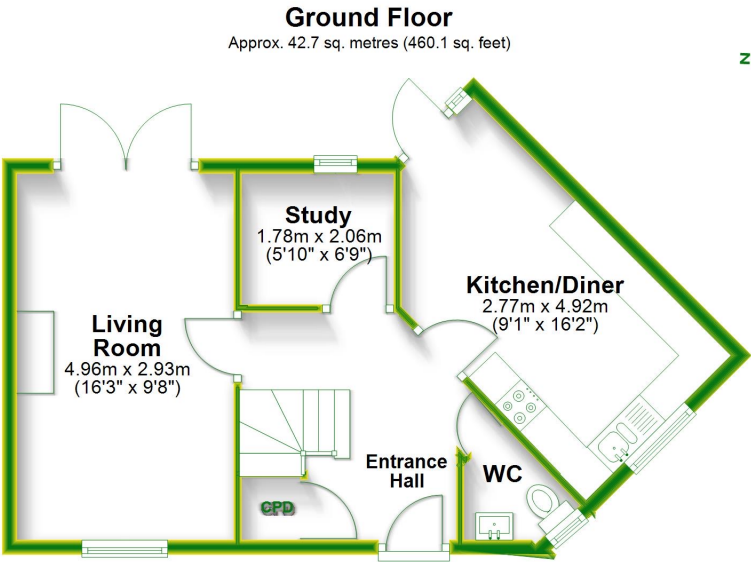 Ground Floor
Approx. 42.7 sq. metres (460.1 sq. feet)
Z
Study
1.78m x 2.06m
(5'10" x 6'9")
Kitchen/Diner
2.77m x 4.92m
(9'1" x 16'2")
Living
Room
4.96m x 2.93m
(16'3" x 9'8")
Entrance
Hall
WC
CPD